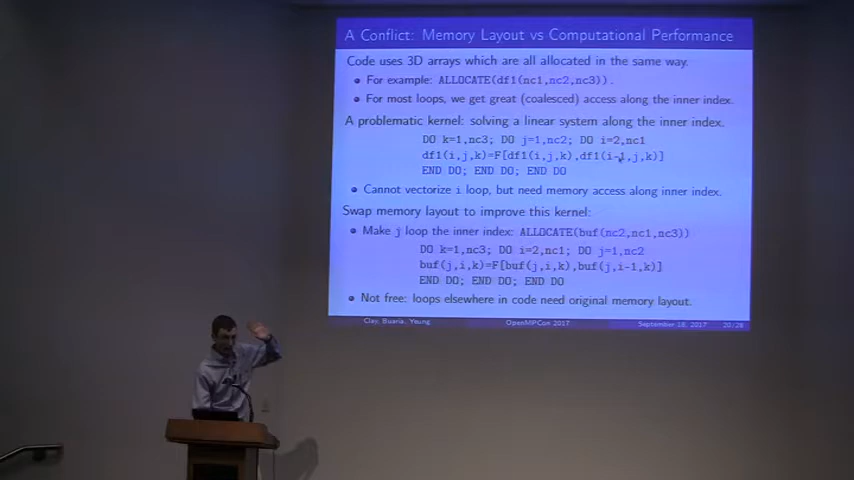 A Conflict: Memory Layout vs Computational Performance
Code uses 3D arrays which are all allocated in the same way.
For example: ALLOCATE(df1(nc1,nc2,nc3)).
For most loops, we get great (coalesced) access along the inner index.
A problematic kernel: solving a linear system along the inner index.
DO k=1,nc3; DO j=1,nc2; DO i=2,nc1
df1(i,j,k)=F[df1(i,j,k),df1(i-1,j,k)]
END DO; END DO; END DO
Cannot vectorize i loop, but need memory access along inner index.
Swap memory layout to improve this kernel:
Make j loop the inner index: ALLOCATE(buf(nc2,nc1,nc3))
DO k=1,nc3; DO i=2,nc1; DO j=1,nc2
buf(j,i,k)=F[buf(j,i,k),buf(j,i-1,k)]
END DO; END DO; END DO
Not free: loops elsewhere in code need original memory layout.
Clay, Buaria, Yeung OpenMPCon 2017 September 18, 2017 20/28